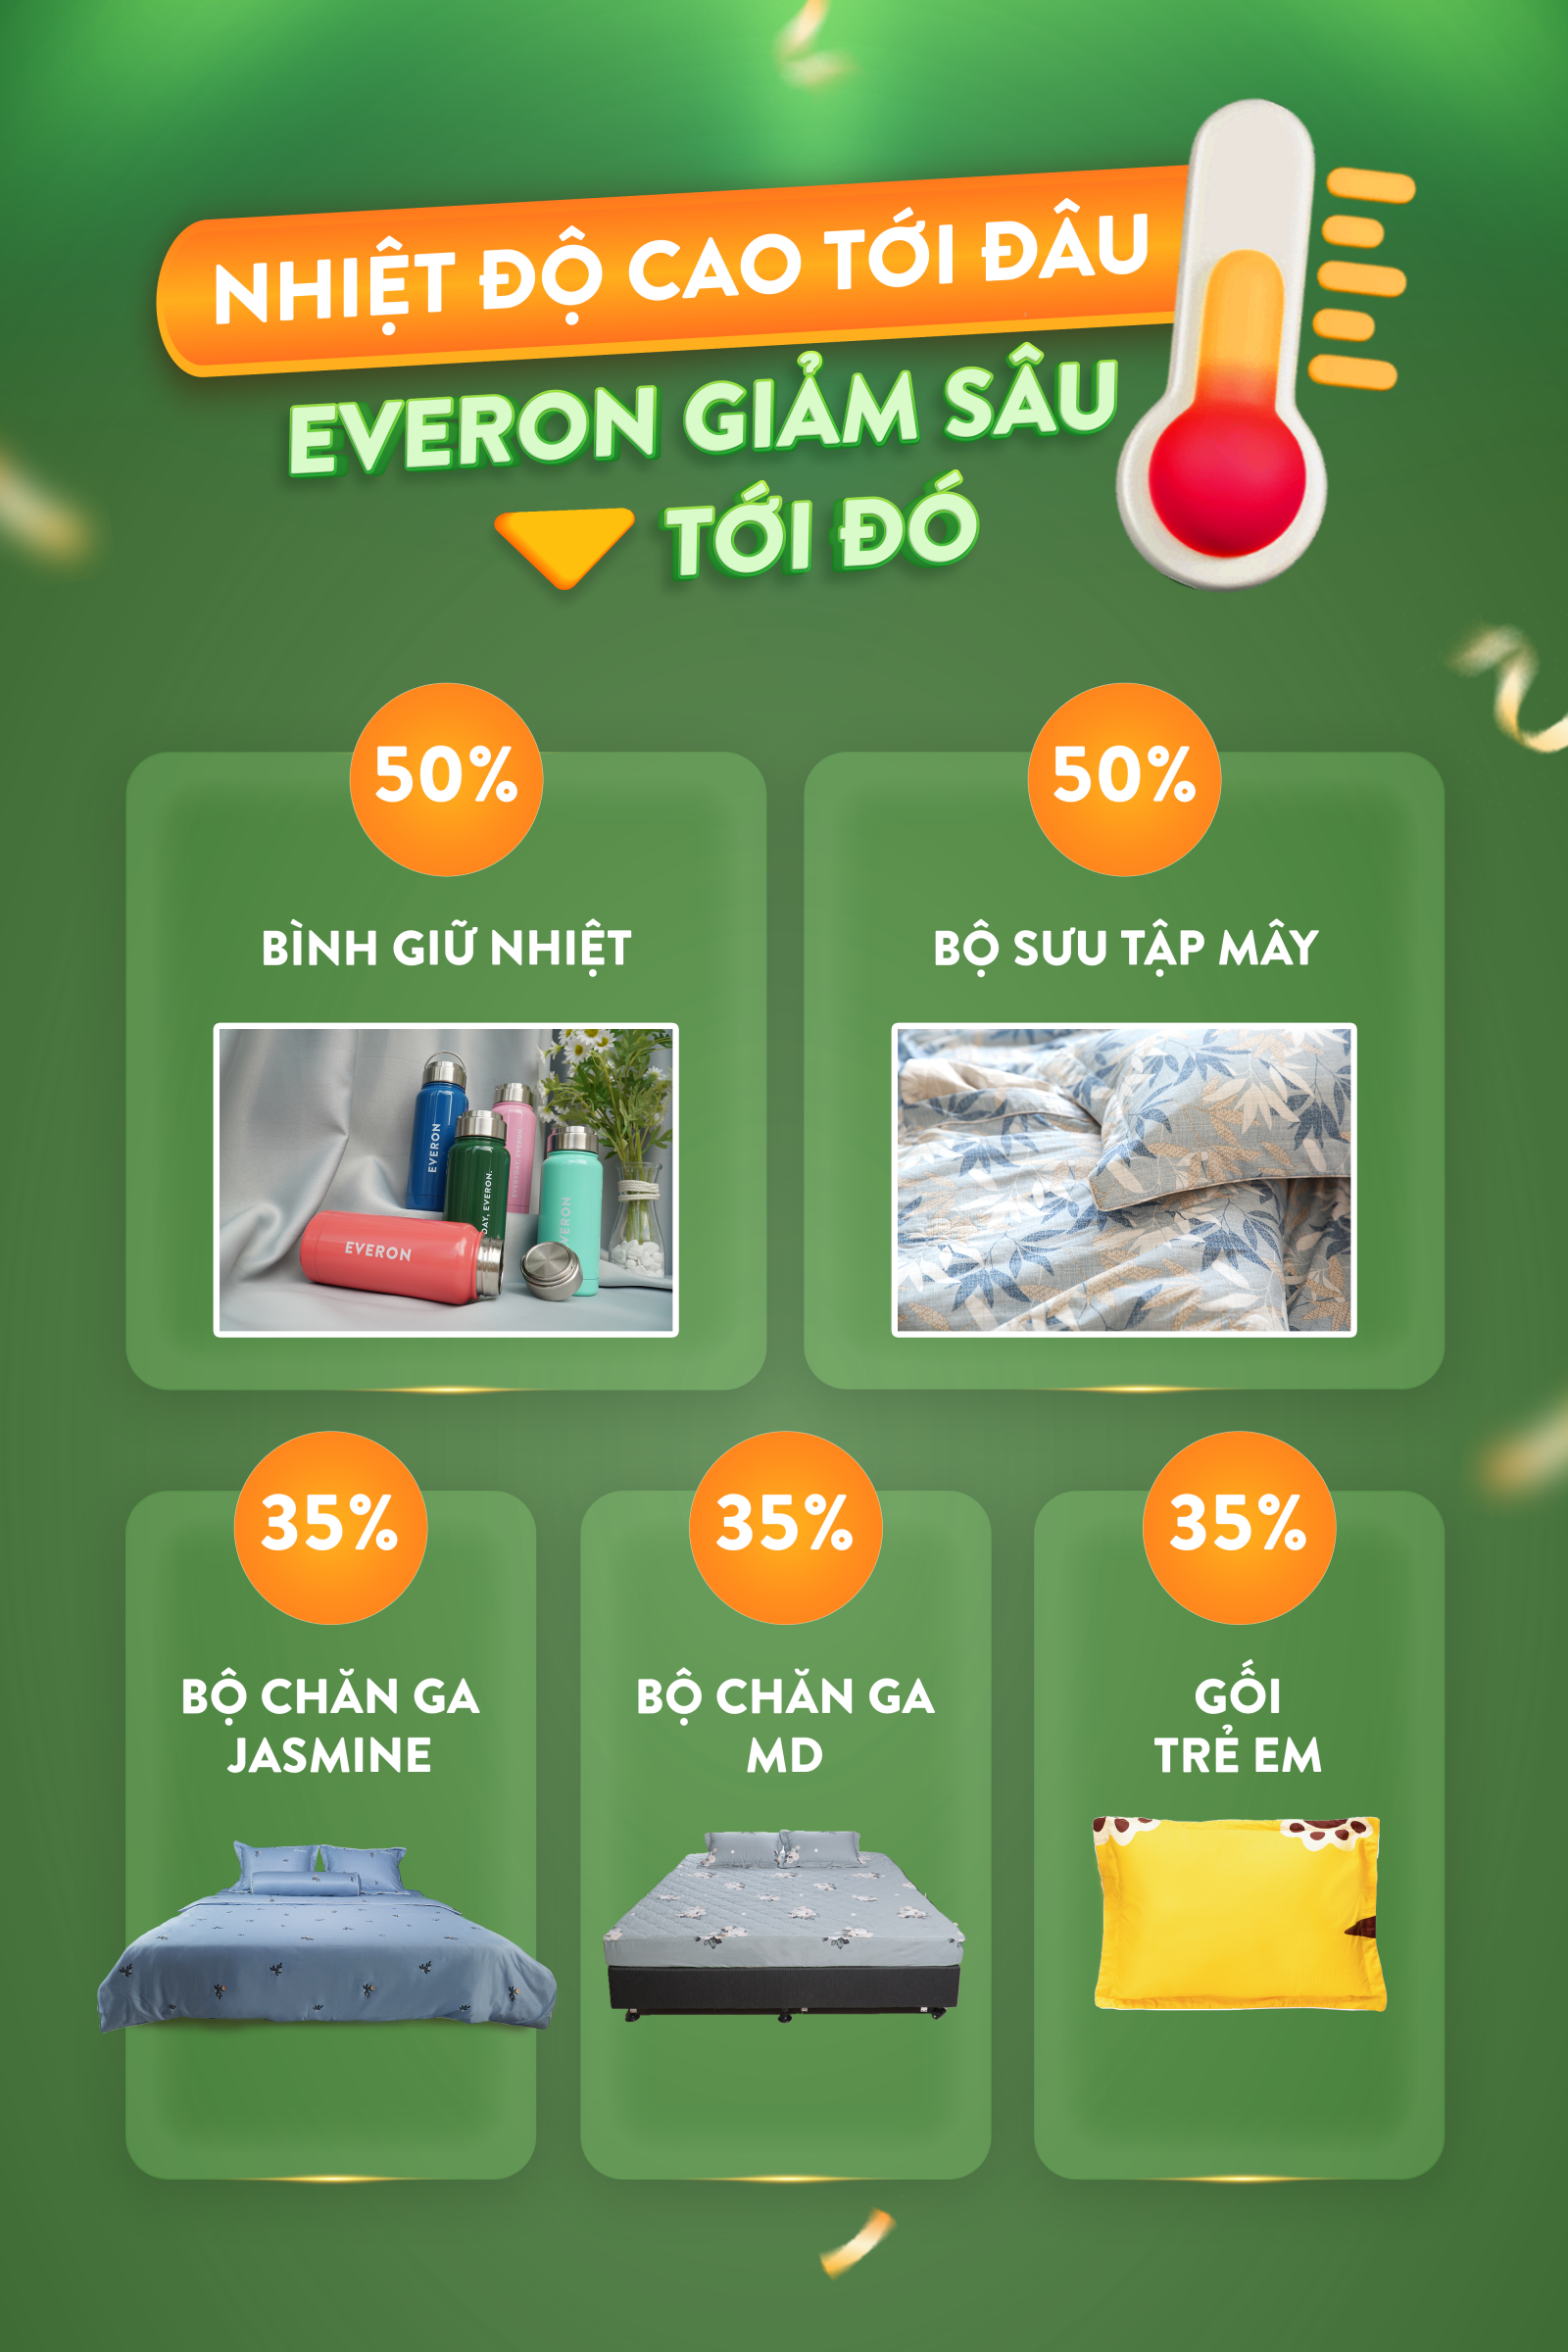 NHIỆT ĐỘ CAO TỚI ĐÂU
EVERON GIẢM SÂU
TỚI ĐÓ
50%
BÌNH GIỮ NHIỆT
EVERON
DAY, EVERON.
EVERON
EVERON
50%
BỘ SƯU TẬP MÂY
35%
BỘ CHĂN GA
JASMINE
35%
BỘ CHĂN GA
MD
35%
GỐI
TRẺ EM